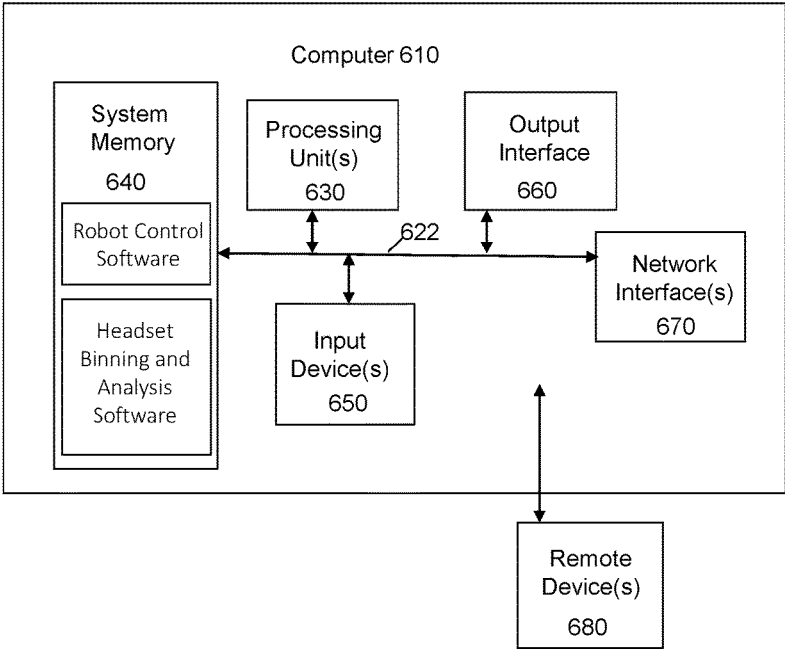 Computer 610
System
Memory
640
Robot Control
Software
Headset
Binning and
Analysis
Software
Processing
Unit(s)
630
Output
Interface
660
622
Network
Interface(s)
670
Input
Device(s)
650
Remote
Device(s)
680